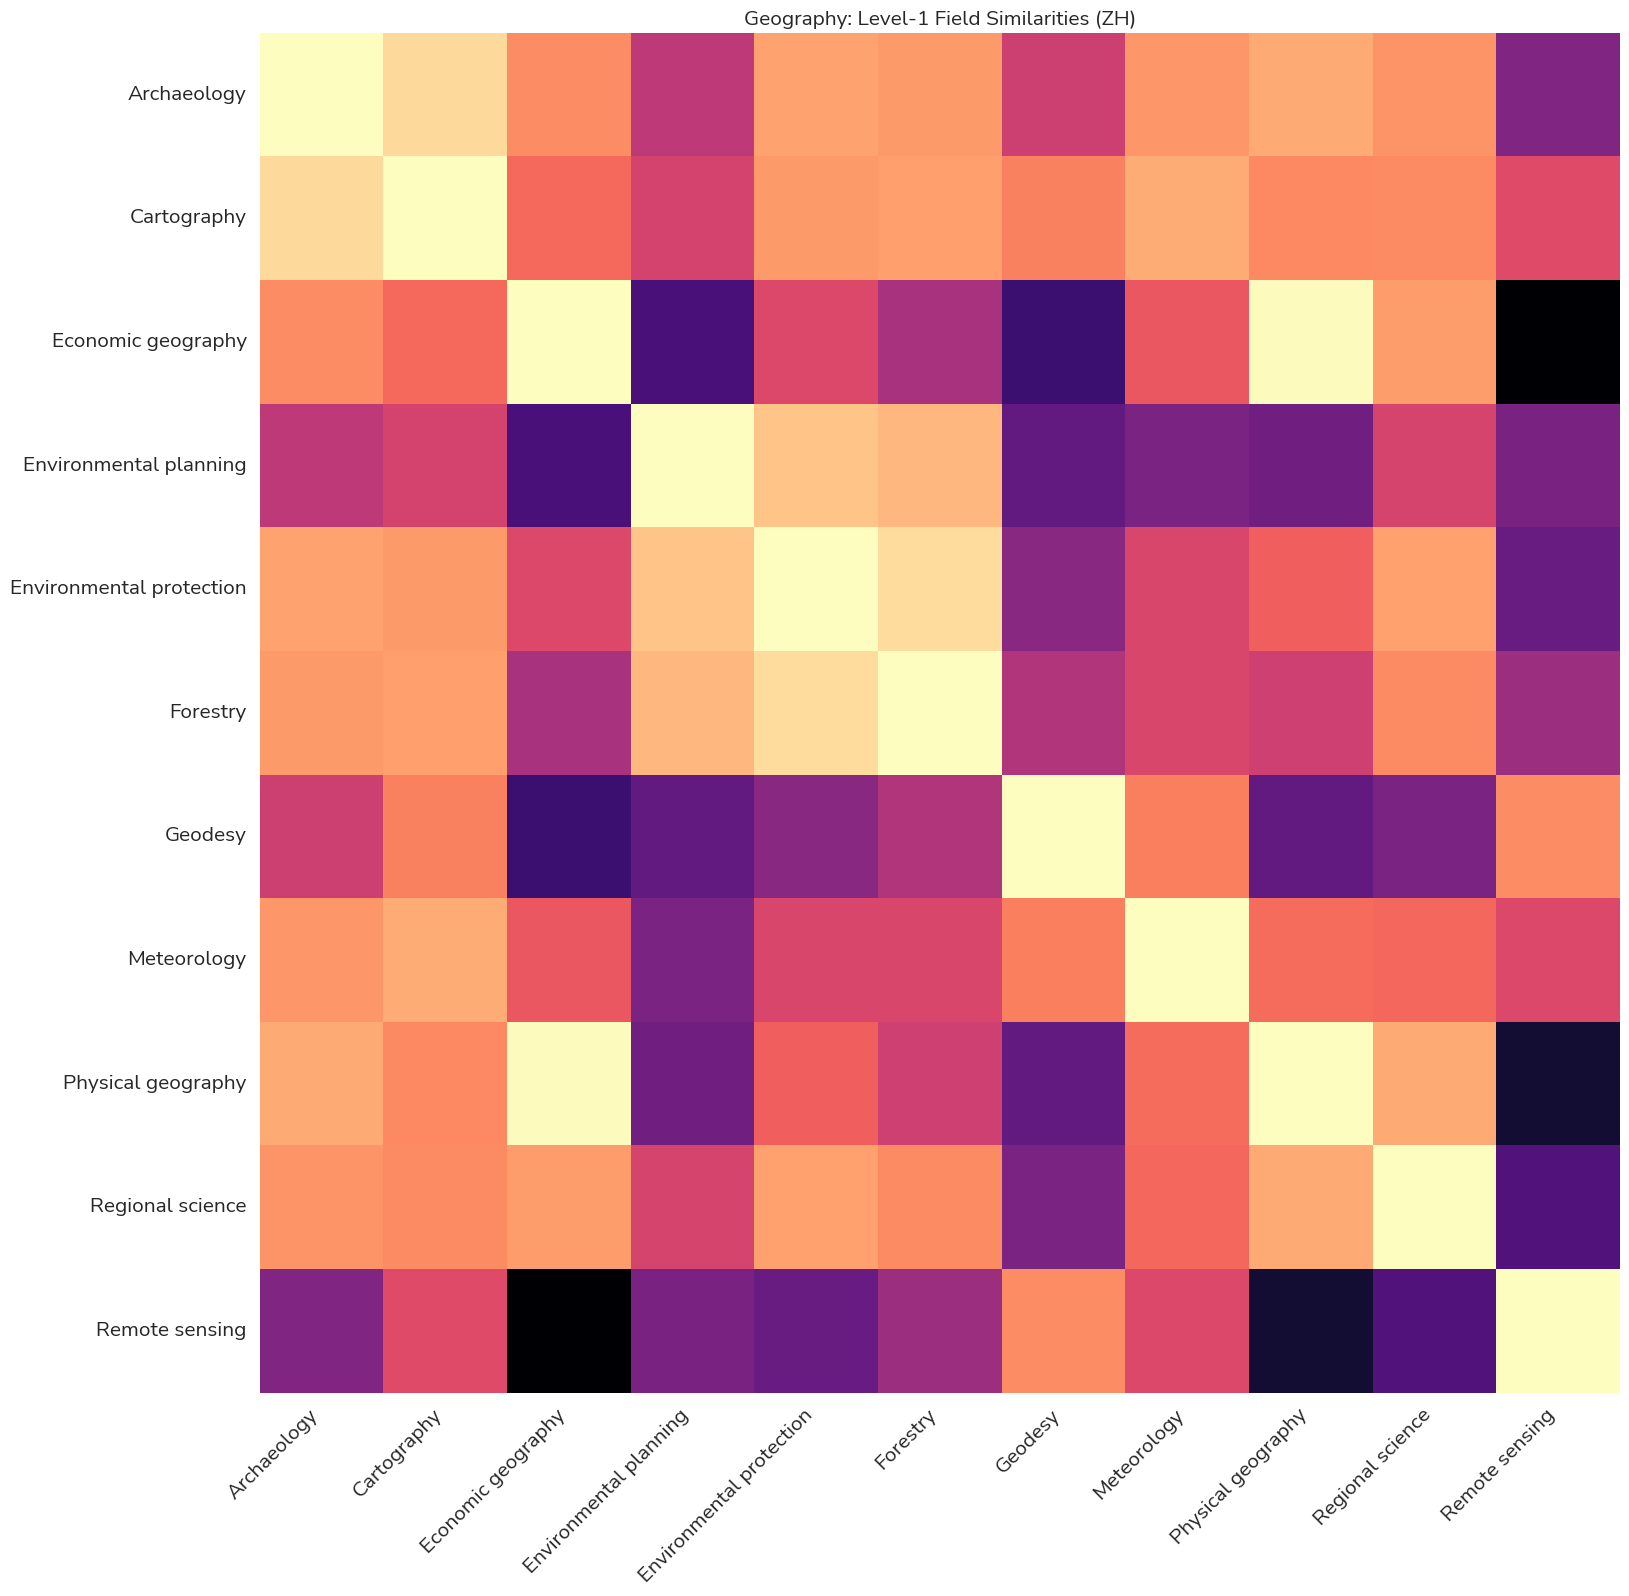 Geography: Level-1 Field Similarities (ZH)
Archaeology
Cartography
Economic geography
Environmental planning
Environmental protection
Forestry
Geodesy
Meteorology
Physical geography
Regional science
Remote sensing
Archaeology
Cartography
Economic geography
Environmental planning
Environmental protection
Forestry
Geodesy
Meteorology
Physical geography
Regional science
Remote sensing